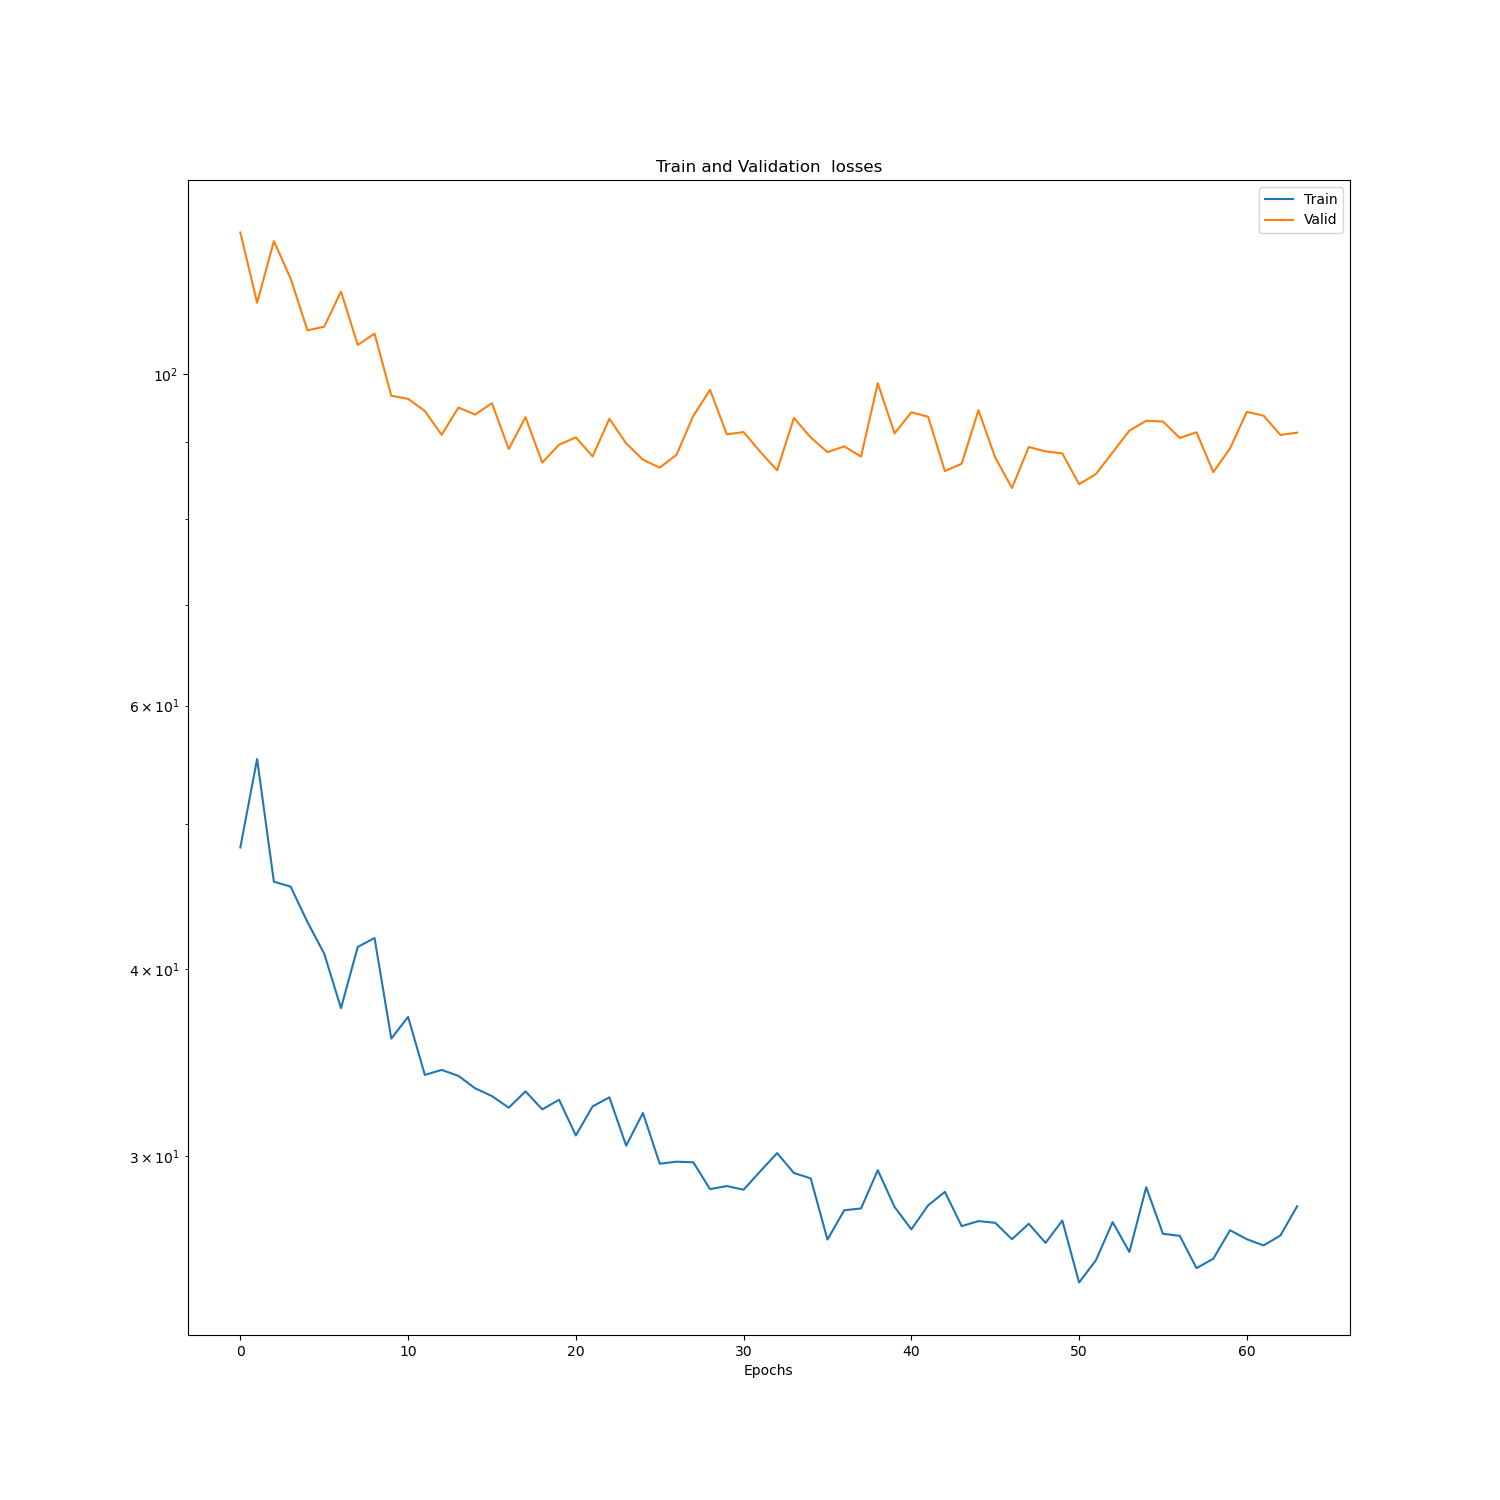 Train and Validation  losses
Train
Valid
10²
6 × 10¹
4 × 10¹
3 × 10¹
0 10 20 30 40 50 60
Epochs